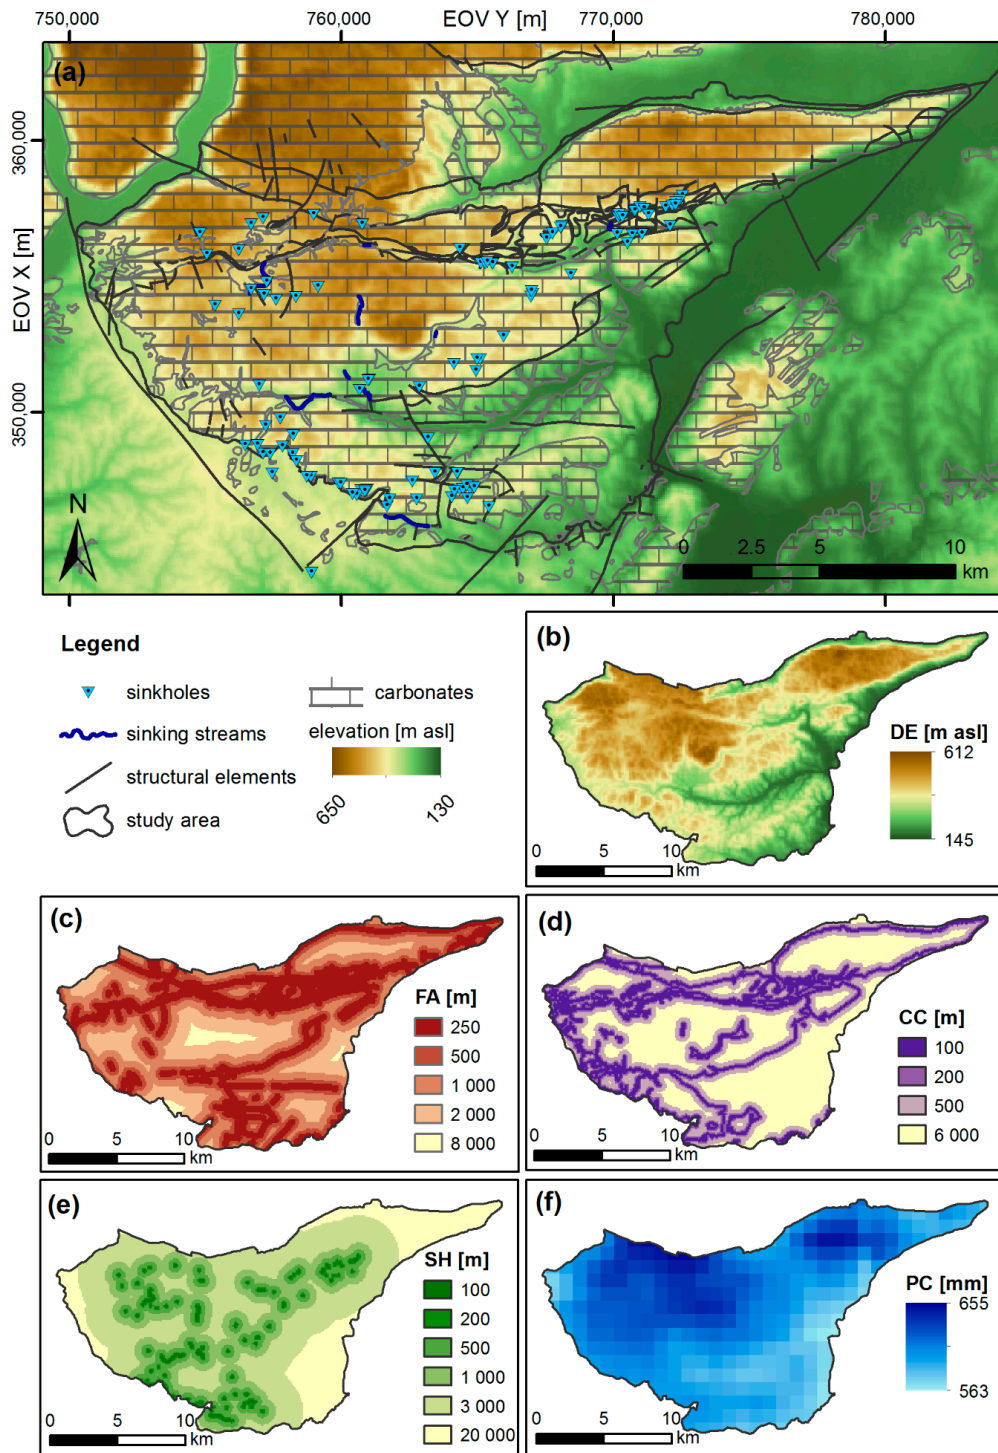 750,000
760,000
EOV Y [m]
770,000
780,000
(a)
360,000
EOV X [m]
350,000
N
0
2.5
5
10
km
Legend
sinkholes
carbonates
sinking streams
elevation [m asl]
structural elements
650
130
study area
(b)
DE [m asl]
612
145
0
5
10
km
(c)
FA [m]
250
500
1 000
2 000
8 000
0
5
10
km
(d)
CC [m]
100
200
500
6 000
0
5
10
km
(e)
SH [m]
100
200
500
1 000
3 000
20 000
0
5
10
km
(f)
PC [mm]
655
563
0
5
10
km